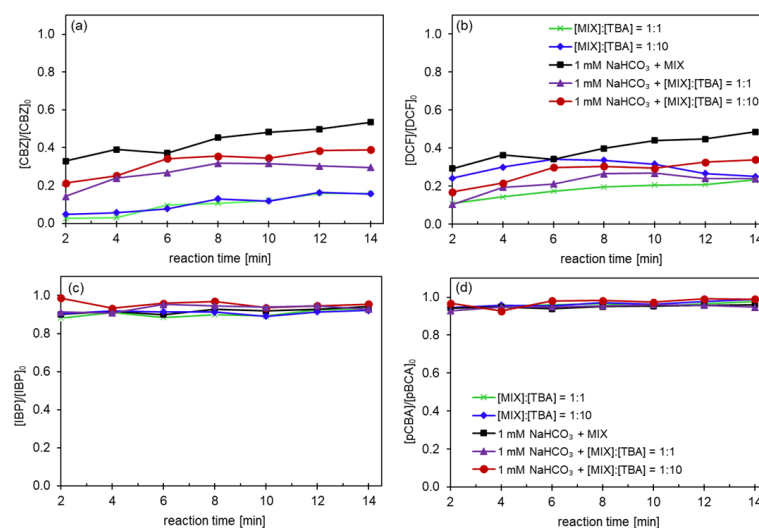 (a)
1.0
0.8
0.6
0.4
0.2
0.0
2 4 6 8 10 12 14
reaction time [min]
[CBZ]/[CBZ]₀
(b)
[MIX]:[TBA] = 1:1
[MIX]:[TBA] = 1:10
1 mM NaHCO₃ + MIX
1 mM NaHCO₃ + [MIX]:[TBA] = 1:1
1 mM NaHCO₃ + [MIX]:[TBA] = 1:10
1.0
0.8
0.6
0.4
0.2
0.0
2 4 6 8 10 12 14
reaction time [min]
[DCF]/[DCF]₀
(c)
1.0
0.8
0.6
0.4
0.2
0.0
2 4 6 8 10 12 14
reaction time [min]
[IBP]/[IBP]₀
(d)
1.0
0.8
0.6
0.4
0.2
0.0
[MIX]:[TBA] = 1:1
[MIX]:[TBA] = 1:10
1 mM NaHCO₃ + MIX
1 mM NaHCO₃ + [MIX]:[TBA] = 1:1
1 mM NaHCO₃ + [MIX]:[TBA] = 1:10
2 4 6 8 10 12 14
reaction time [min]
[pCBA]/[pBCA]₀